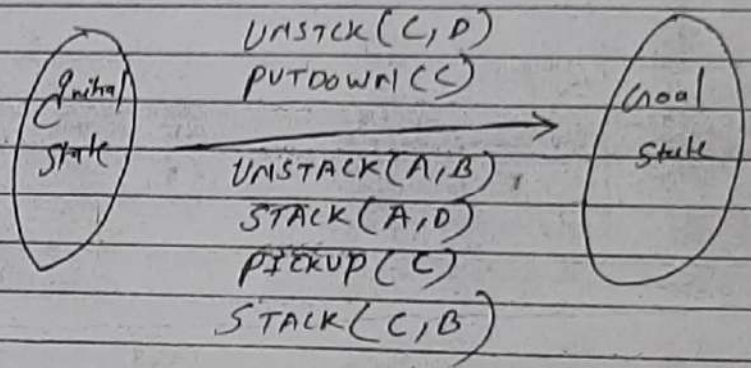 UNSTCK(C,D)
PUTDOWN(C)
Initial
State
Goal
State
UNSTACK(A,B)
STACK(A,D)
PICKUP(C)
STACK(C,B)